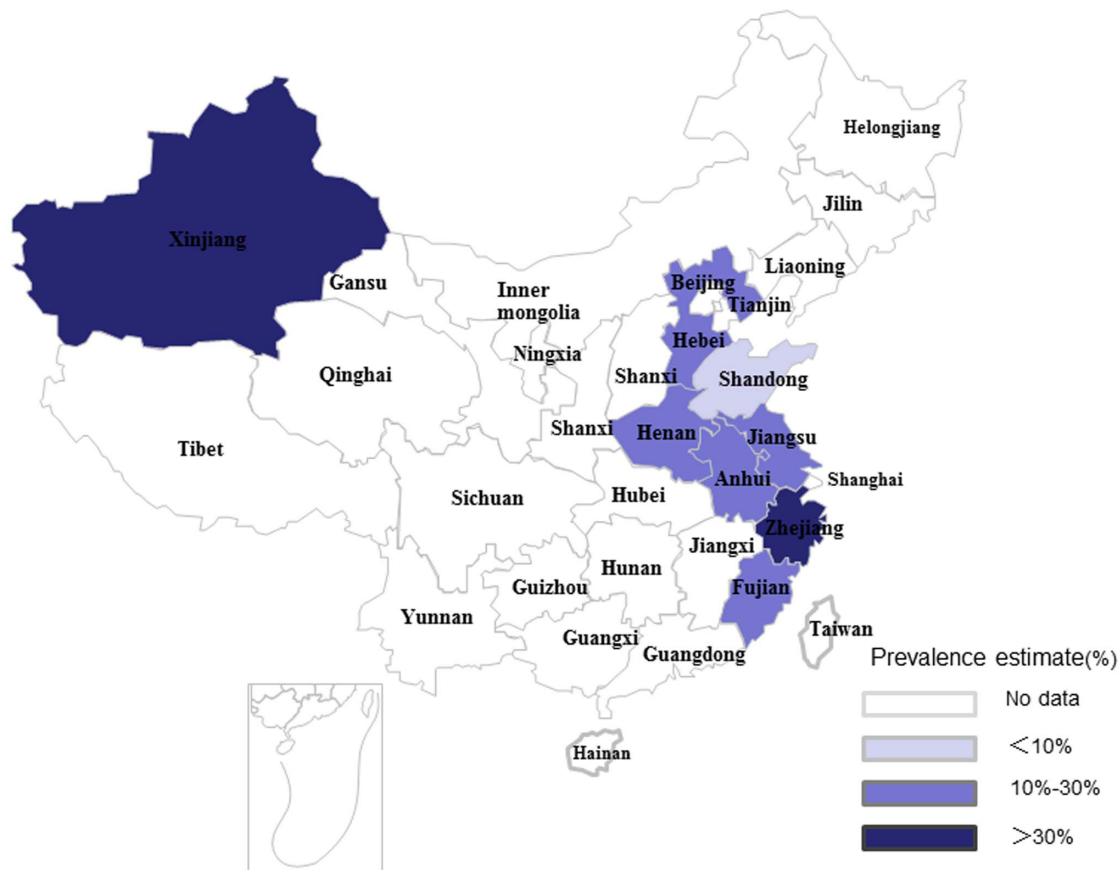 Helongjiang
Jilin
Xinjiang
Liaoning
Gansu
Beijing
Inner
mongolia
Tianjin
Hebei
Ningxia
Qinghai
Shanxi
Shandong
Shanxi
Henan
Jiangsu
Tibet
Anhui
Shanghai
Sichuan
Hubei
Zhejiang
Jiangxi
Hunan
Guizhou
Fujian
Yunnan
Taiwan
Guangxi
Guangdong
Hainan
Prevalence estimate(%)
No data
<10%
10%-30%
>30%